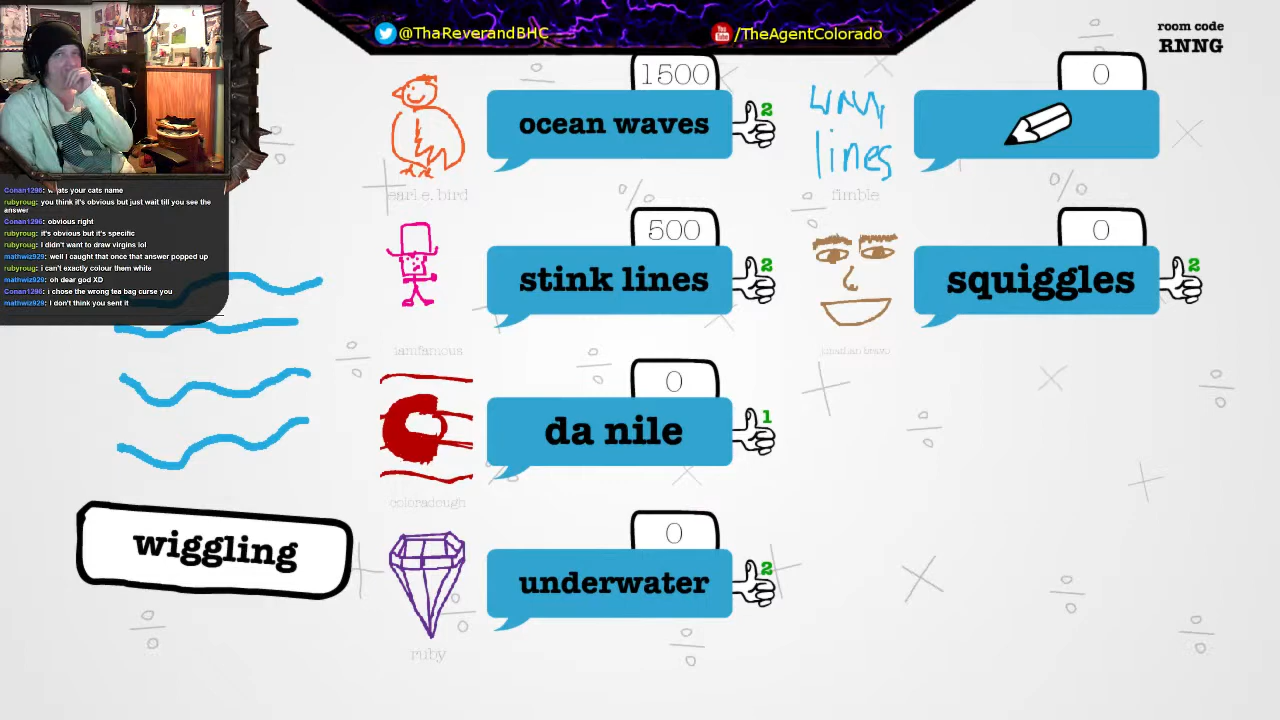 @ThaReverandBHC
/TheAgentColorado
room code
RNNG
Conan1296: whats your cats name
rubyroug: you think it's obvious but just wait till you see the
answer
Conan1296: obvious right
rubyroug: it's obvious but it's specific
rubyroug: I didn't want to draw virgins lol
mathwiz929: well I caught that once that answer popped up
rubyroug: I can't exactly colour them white
mathwiz929: oh dear god XD
Conan1296: i chose the wrong tea bag curse you
mathwiz929: I don't think you sent it
wiggling
1500
ocean waves
2
earl e. bird
500
stink lines
2
iamfamous
0
da nile
1
coloradough
0
underwater
2
ruby
wavy
lines
0
fimble
0
squiggles
2